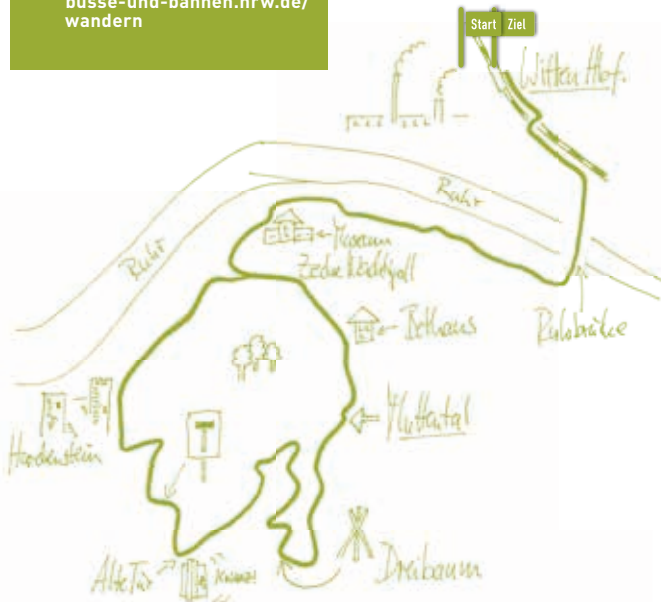 busse-und-bahnen.nrw.de/
wandern
Start Ziel
Witten Hbf.
Ruhr
Ruhr
Museum
Zeche Nachtigall
Bethaus
Ruhrbrücke
Muttental
Hardenstein
T
Alte Tür
Knarz!
Dreibaum